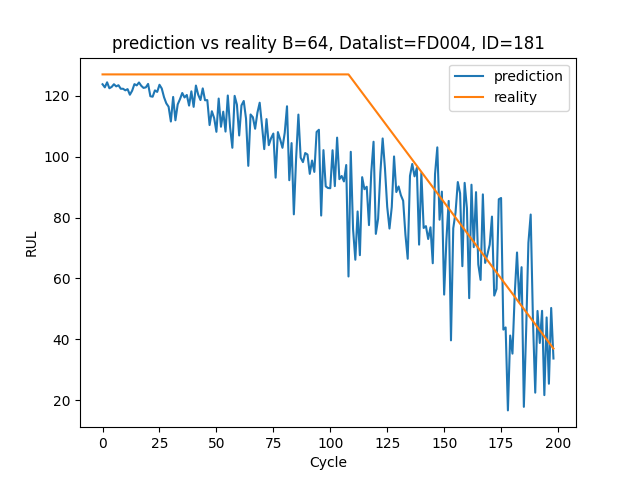 prediction vs reality B=64, Datalist=FD004, ID=181
prediction
reality
RUL
120
100
80
60
40
20
0 25 50 75 100 125 150 175 200
Cycle